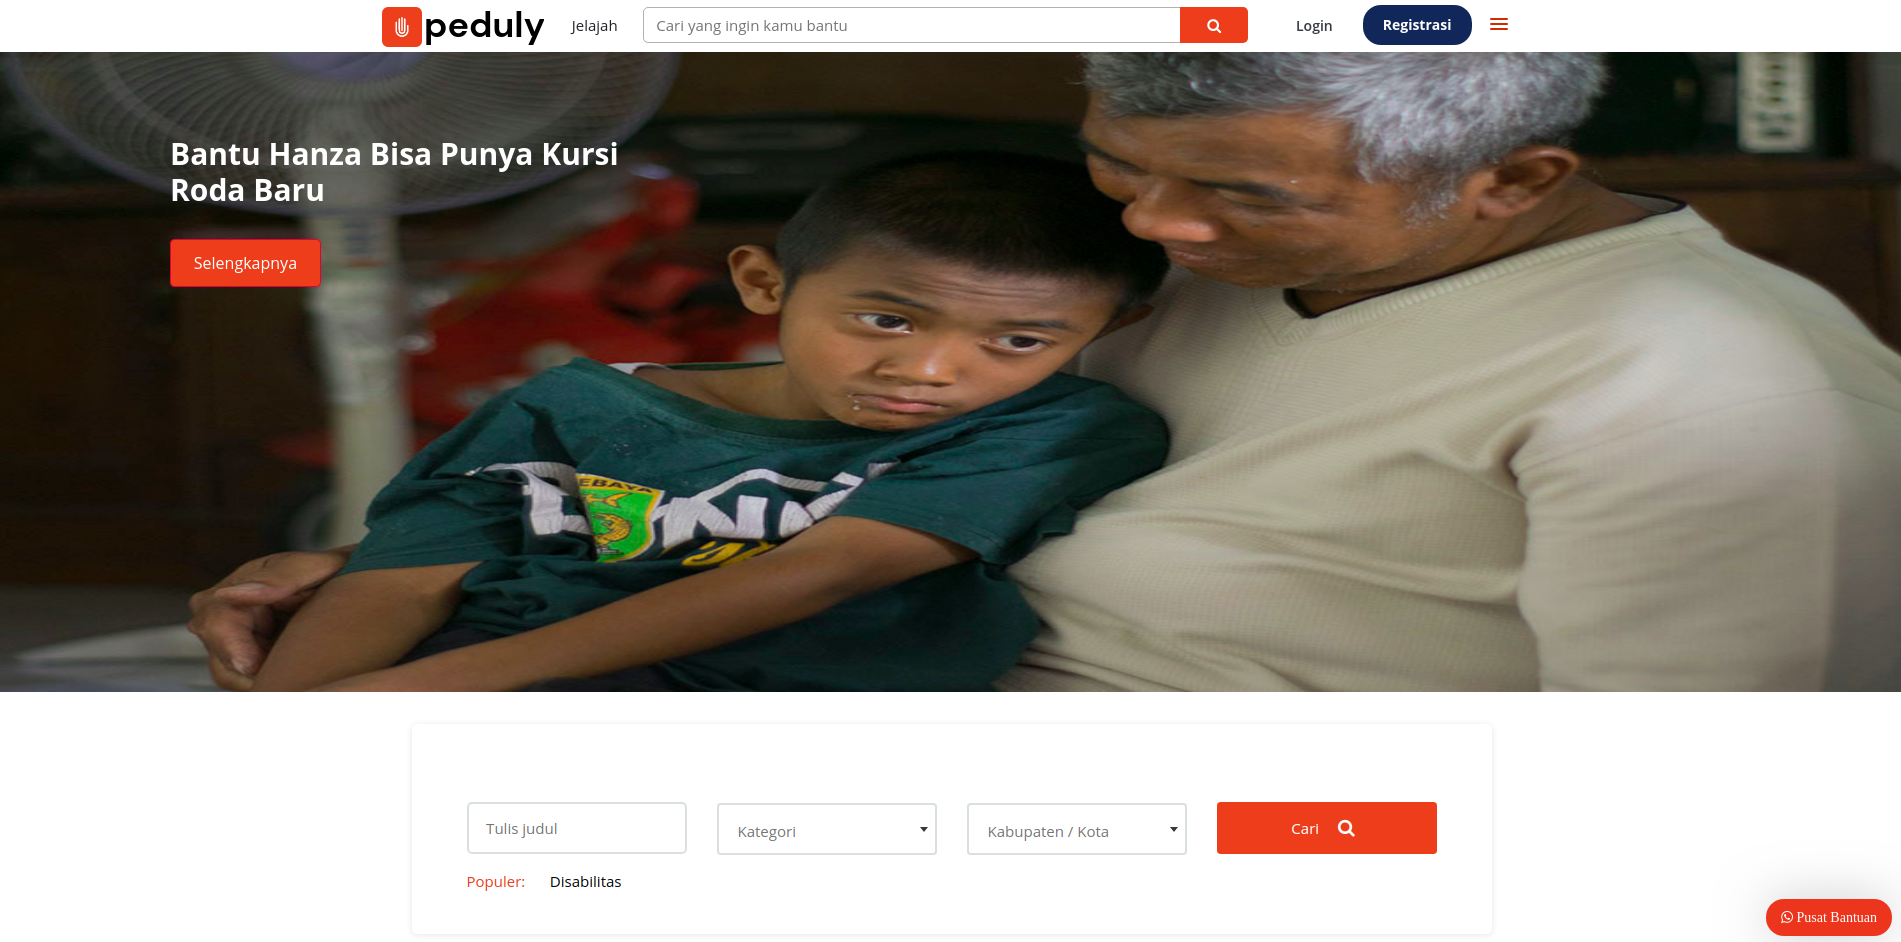 peduly
Jelajah
Cari yang ingin kamu bantu
Login
Registrasi
Bantu Hanza Bisa Punya Kursi
Roda Baru
Selengkapnya
EBAYA
Tulis judul
Kategori
Kabupaten / Kota
Cari
Populer: Disabilitas
Pusat Bantuan